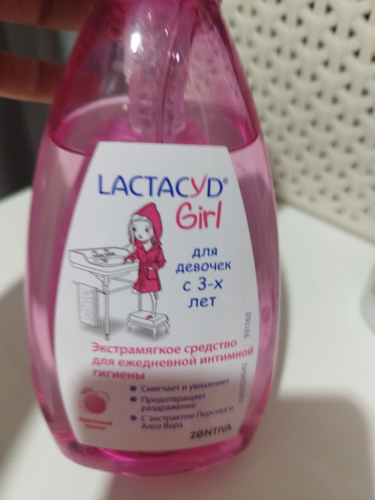 LACTACYD®
Girl
для
девочек
с 3-х
лет
Экстрамягкое средство
для ежедневной интимной
гигиены
Смягчает и увлажняет
Предотвращает
раздражение
С экстрактом Персика и
Алоэ Вера
ZENTIVA